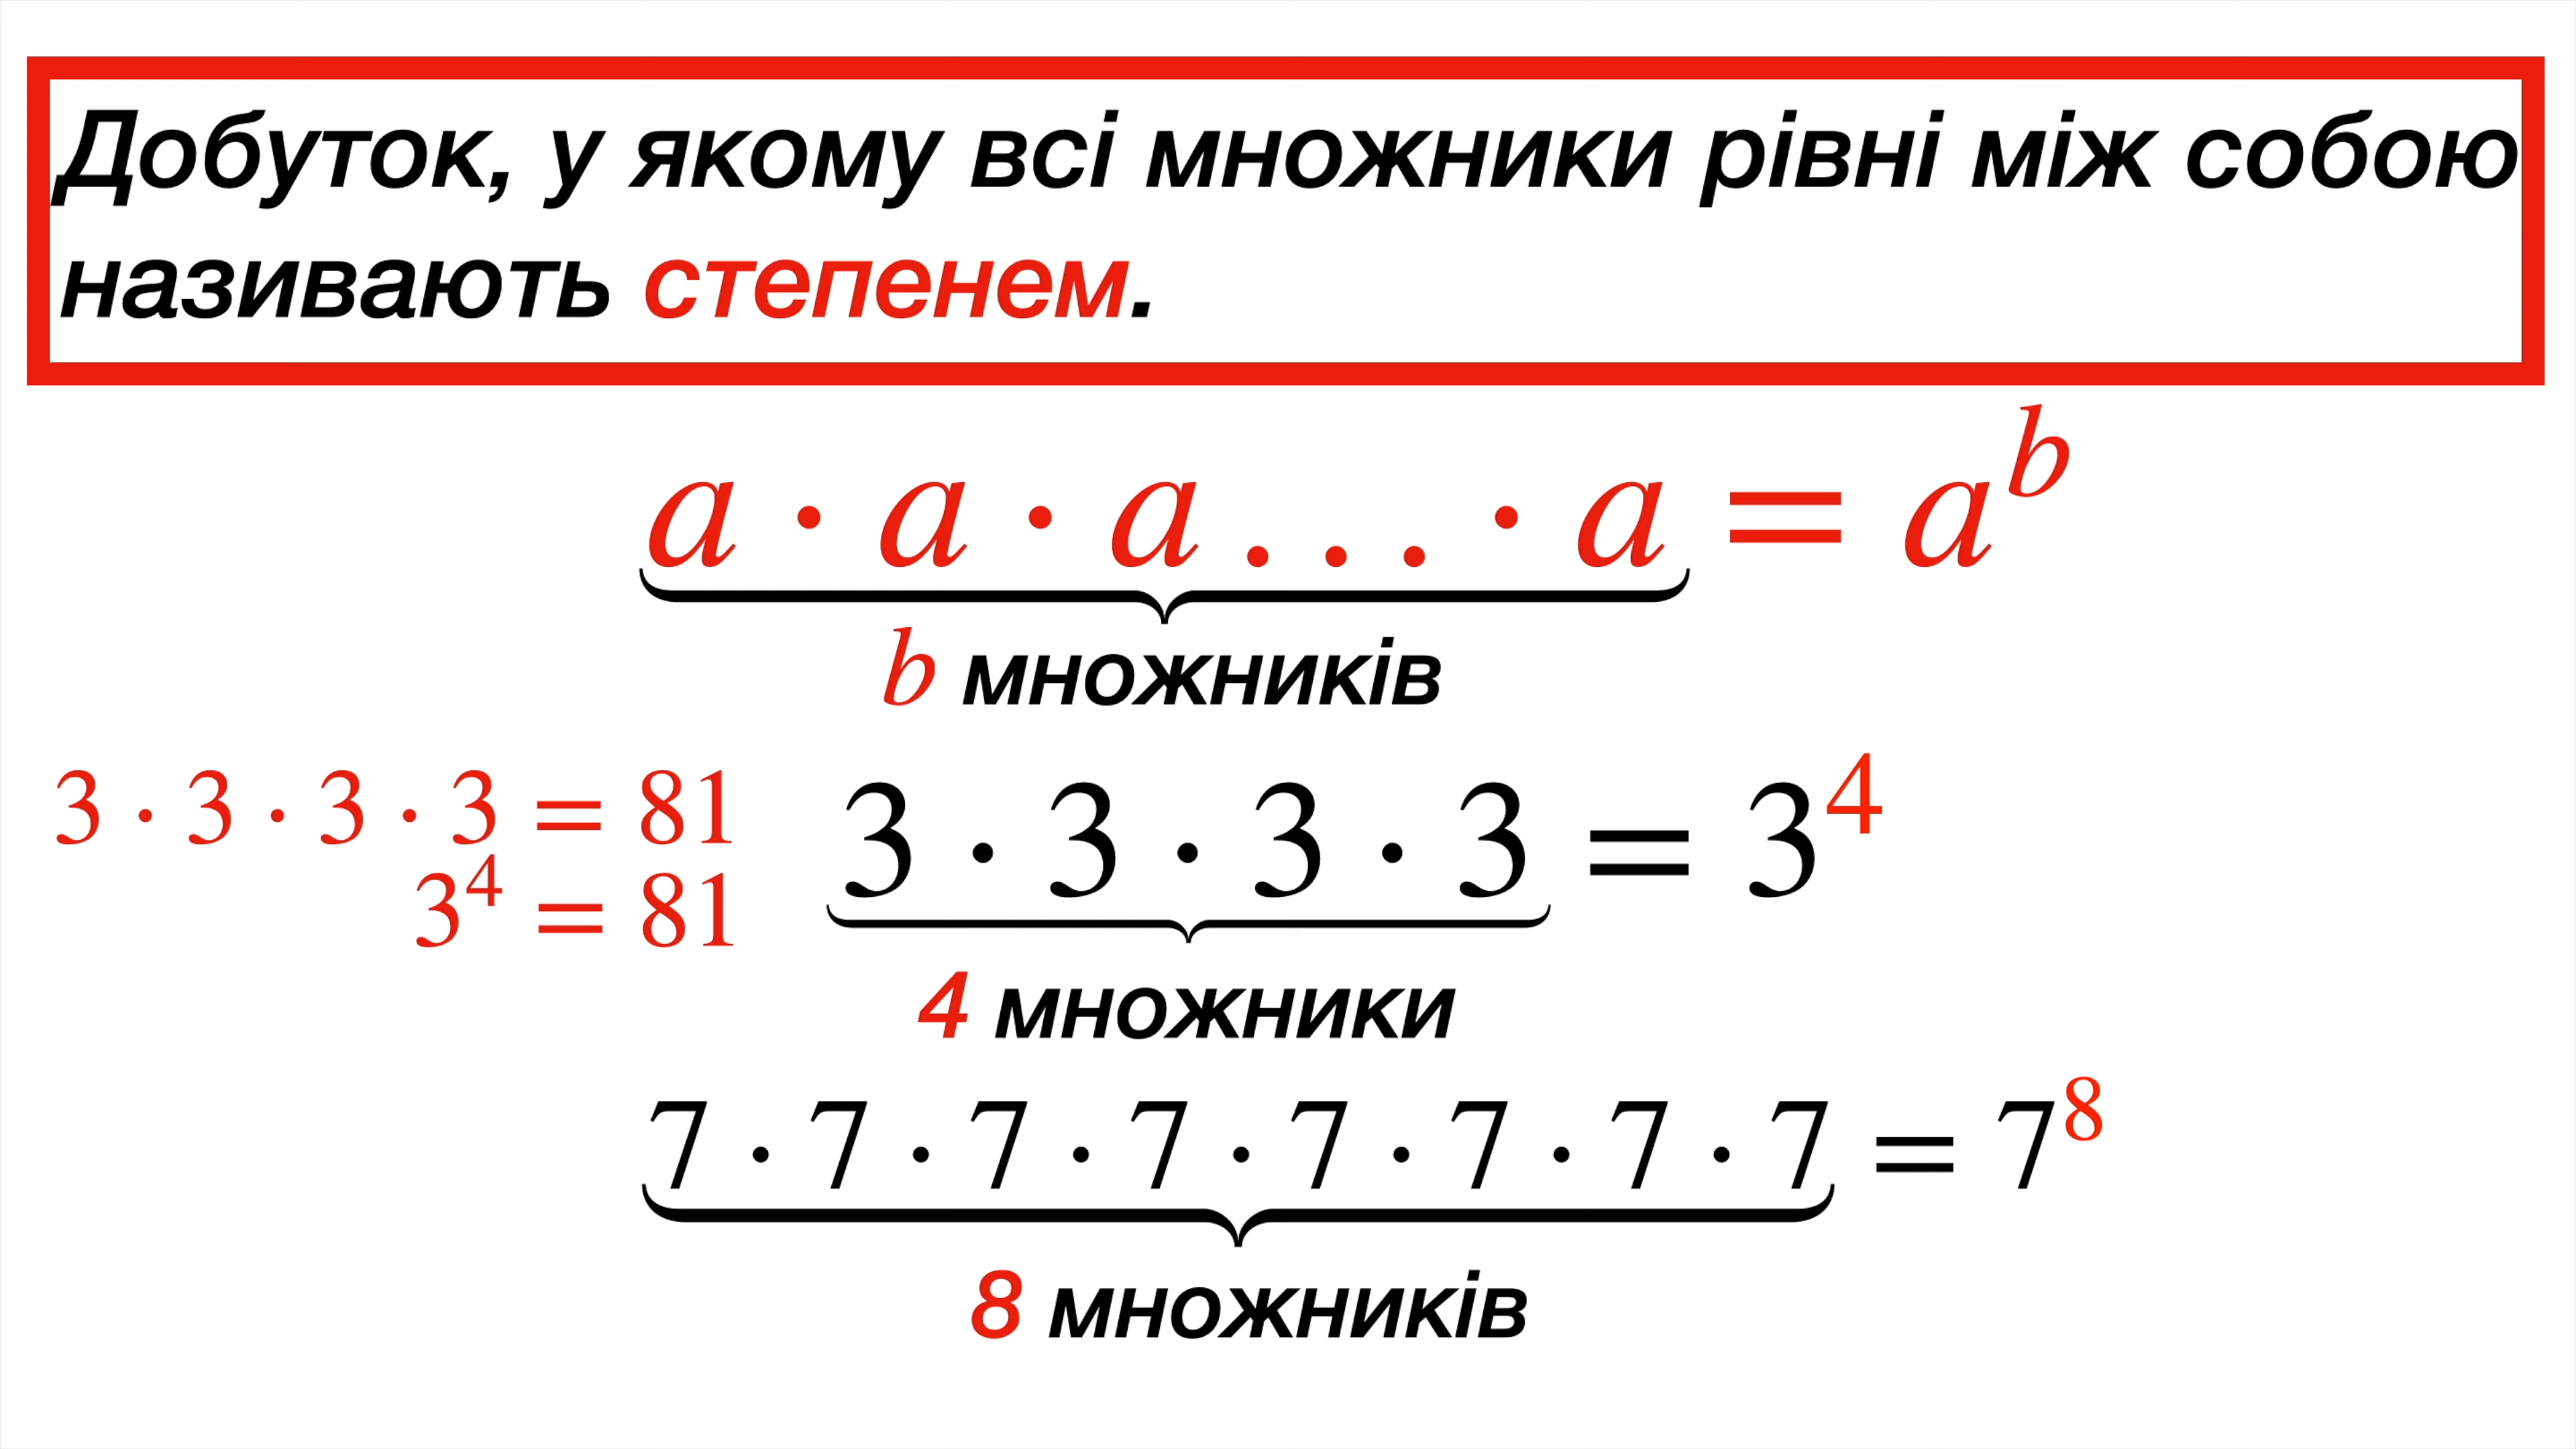 Добуток, у якому всі множники рівні між собою
називають степенем.
a · a · a . . . · a = a^b
b множників
3 · 3 · 3 · 3 = 81
3^4 = 81
3 · 3 · 3 · 3 = 3^4
4 множники
7 · 7 · 7 · 7 · 7 · 7 · 7 · 7 = 7^8
8 множників